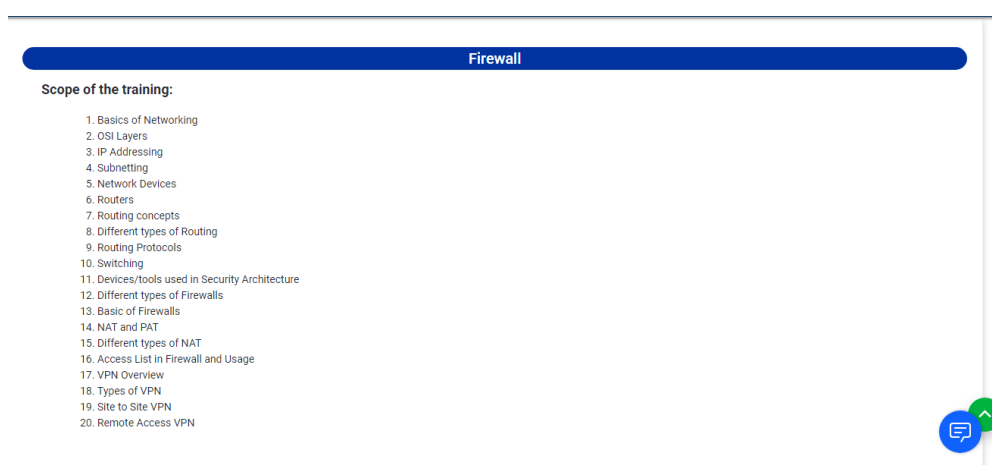 Firewall
Scope of the training:
1. Basics of Networking
2. OSI Layers
3. IP Addressing
4. Subnetting
5. Network Devices
6. Routers
7. Routing concepts
8. Different types of Routing
9. Routing Protocols
10. Switching
11. Devices/tools used in Security Architecture
12. Different types of Firewalls
13. Basic of Firewalls
14. NAT and PAT
15. Different types of NAT
16. Access List in Firewall and Usage
17. VPN Overview
18. Types of VPN
19. Site to Site VPN
20. Remote Access VPN